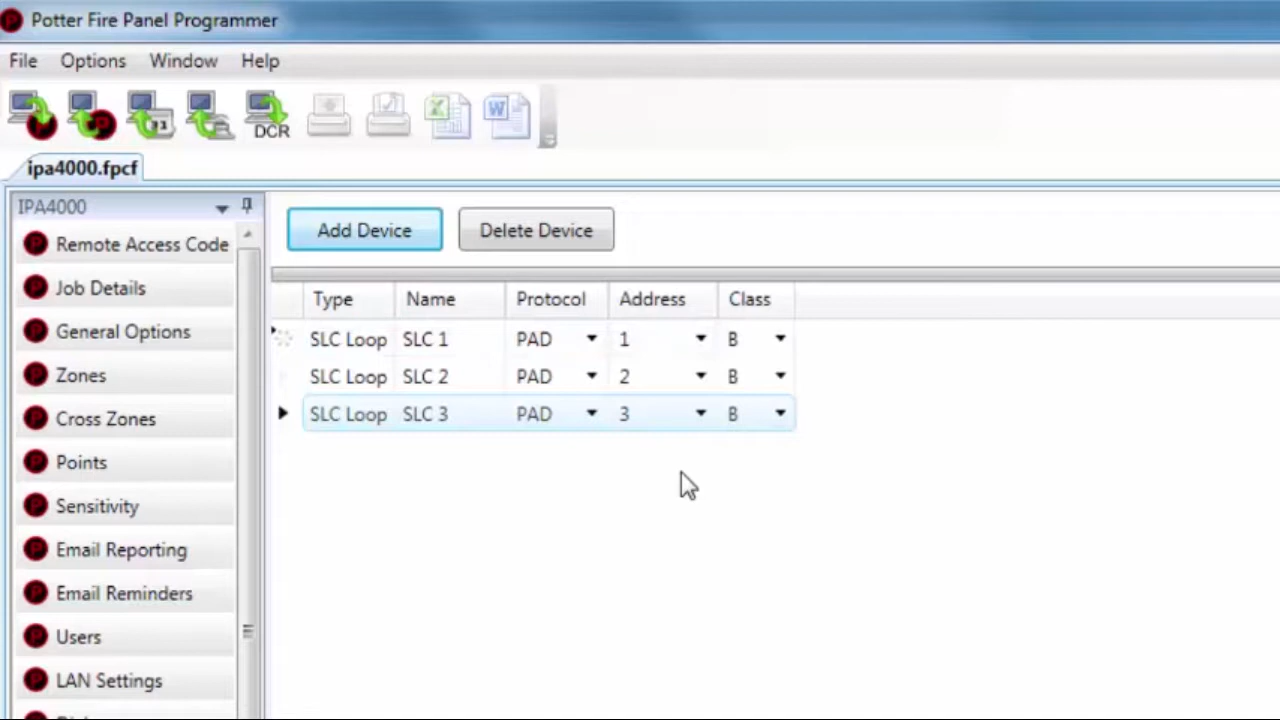 Potter Fire Panel Programmer
File Options Window Help
DCR
ipa4000.fpcf
IPA4000
Remote Access Code
Job Details
General Options
Zones
Cross Zones
Points
Sensitivity
Email Reporting
Email Reminders
Users
LAN Settings
Add Device Delete Device
Type Name Protocol Address Class
SLC Loop SLC 1 PAD 1 B
SLC Loop SLC 2 PAD 2 B
SLC Loop SLC 3 PAD 3 B